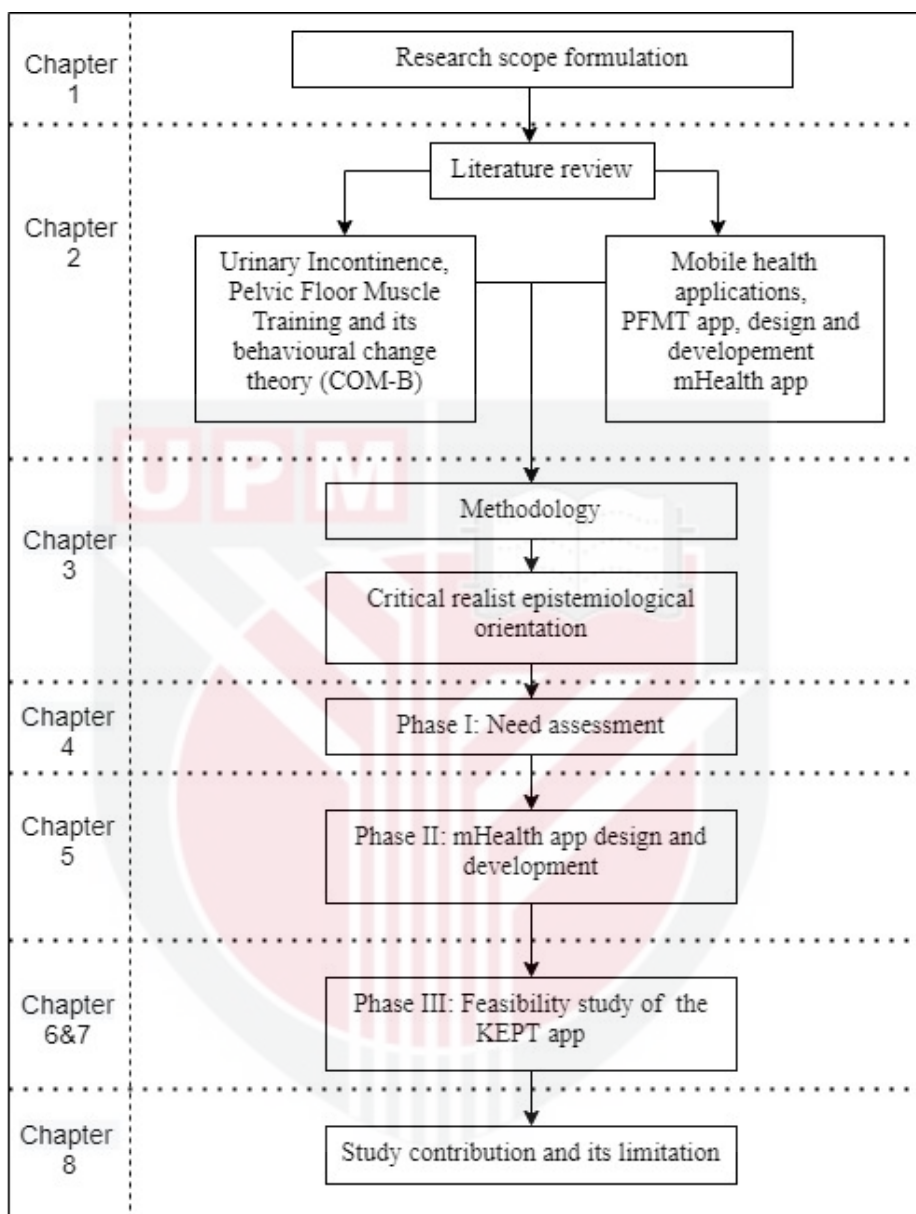 Chapter
1
Research scope formulation
Chapter
2
Literature review
Urinary Incontinence,
Pelvic Floor Muscle
Training and its
behavioural change
theory (COM-B)
Mobile health
applications,
PFMT app, design and
developement
mHealth app
UPM
Chapter
3
Methodology
Critical realist epistemiological
orientation
Chapter
4
Phase I: Need assessment
Chapter
5
Phase II: mHealth app design and
development
Chapter
6&7
Phase III: Feasibility study of the
KEPT app
Chapter
8
Study contribution and its limitation